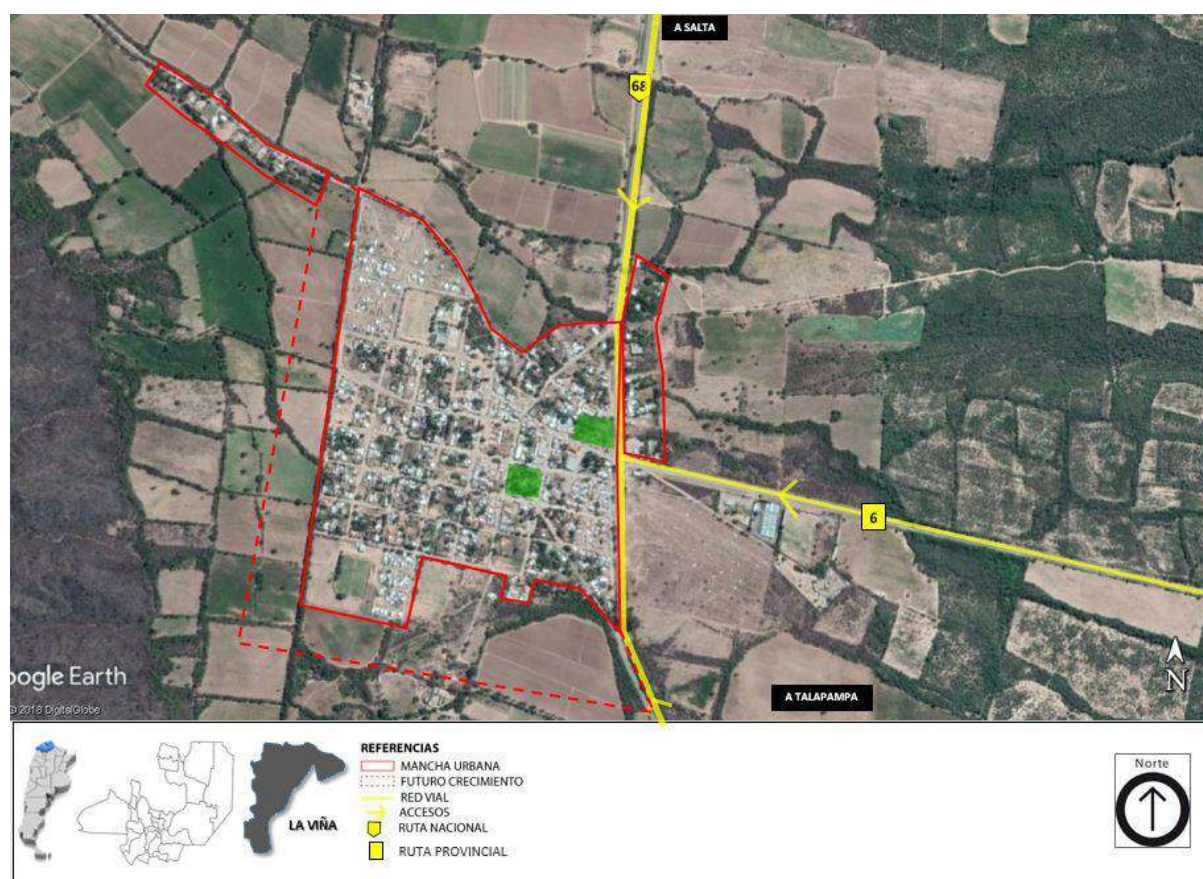 A SALTA
68
6
A TALAPAMPA
N
oogle Earth
© 2018 DigitalGlobe
REFERENCIAS
MANCHA URBANA
FUTURO CRECIMIENTO
RED VIAL
ACCESOS
RUTA NACIONAL
RUTA PROVINCIAL
LA VIÑA
Norte